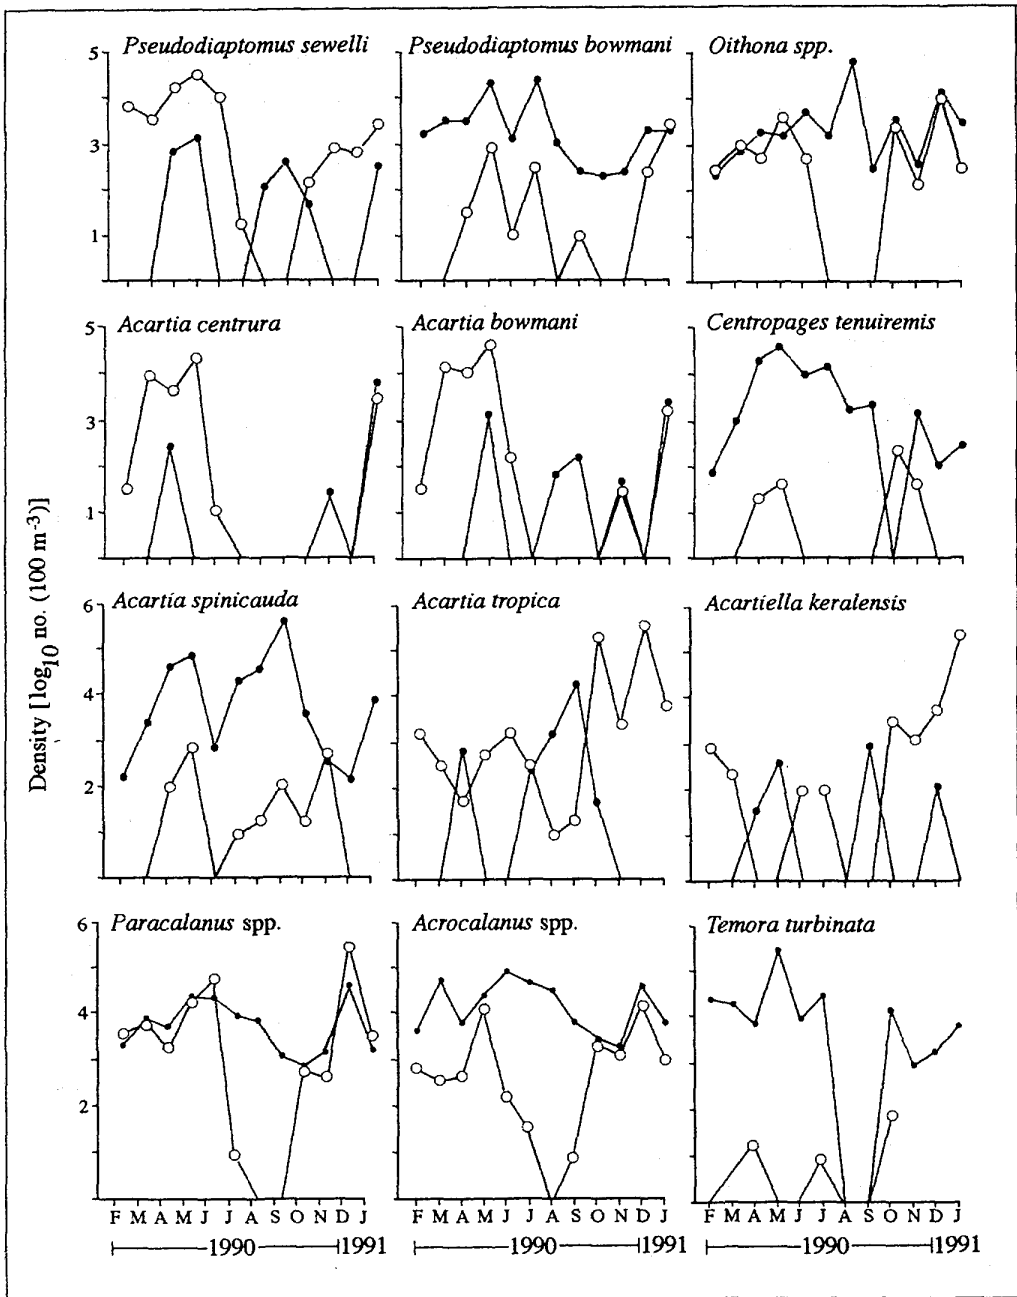 Pseudodiaptomus sewelli
Pseudodiaptomus bowmani
Oithona spp.
5
3
1
Acartia centrura
Acartia bowmani
Centropages tenuiremis
5
3
1
Density [log10 no. (100 m-3)]
Acartia spinicauda
Acartia tropica
Acartiella keralensis
6
4
2
Paracalanus spp.
Acrocalanus spp.
Temora turbinata
6
4
2
F M A M J J A S O N D J
F M A M J J A S O N D J
F M A M J J A S O N D J
1990 1991
1990 1991
1990 1991